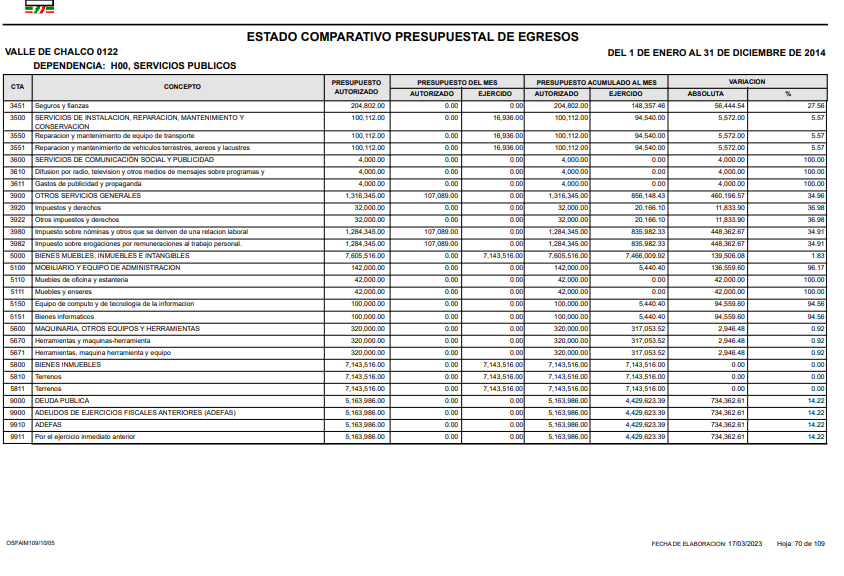 ESTADO COMPARATIVO PRESUPUESTAL DE EGRESOS
VALLE DE CHALCO 0122
DEL 1 DE ENERO AL 31 DE DICIEMBRE DE 2014
DEPENDENCIA: H00, SERVICIOS PUBLICOS
CTA CONCEPTO PRESUPUESTO AUTORIZADO PRESUPUESTO DEL MES PRESUPUESTO ACUMULADO AL MES VARIACION
AUTORIZADO EJERCIDO AUTORIZADO EJERCIDO ABSOLUTA %
3451 Seguros y fianzas 204,802.00 0.00 0.00 204,802.00 148,357.46 56,444.54 27.56
3500 SERVICIOS DE INSTALACION, REPARACION, MANTENIMIENTO Y 100,112.00 0.00 16,936.00 100,112.00 94,540.00 5,572.00 5.57
CONSERVACION
3550 Reparacion y mantenimiento de equipo de transporte 100,112.00 0.00 16,936.00 100,112.00 94,540.00 5,572.00 5.57
3551 Reparacion y mantenimiento de vehiculos terrestres, aereos y lacustres 100,112.00 0.00 16,936.00 100,112.00 94,540.00 5,572.00 5.57
3600 SERVICIOS DE COMUNICACIÓN SOCIAL Y PUBLICIDAD 4,000.00 0.00 0.00 4,000.00 0.00 4,000.00 100.00
3610 Difusion por radio, television y otros medios de mensajes sobre programas y 4,000.00 0.00 0.00 4,000.00 0.00 4,000.00 100.00
3611 Gastos de publicidad y propaganda 4,000.00 0.00 0.00 4,000.00 0.00 4,000.00 100.00
3900 OTROS SERVICIOS GENERALES 1,316,345.00 107,089.00 0.00 1,316,345.00 856,148.43 460,196.57 34.96
3920 Impuestos y derechos 32,000.00 0.00 0.00 32,000.00 20,166.10 11,833.90 36.98
3922 Otros impuestos y derechos 32,000.00 0.00 0.00 32,000.00 20,166.10 11,833.90 36.98
3980 Impuesto sobre nóminas y otros que se deriven de una relacion laboral 1,284,345.00 107,089.00 0.00 1,284,345.00 835,982.33 448,362.67 34.91
3982 Impuesto sobre erogaciones por remuneraciones al trabajo personal. 1,284,345.00 107,089.00 0.00 1,284,345.00 835,982.33 448,362.67 34.91
5000 BIENES MUEBLES, INMUEBLES E INTANGIBLES 7,605,516.00 0.00 7,143,516.00 7,605,516.00 7,466,009.92 139,506.08 1.83
5100 MOBILIARIO Y EQUIPO DE ADMINISTRACION 142,000.00 0.00 0.00 142,000.00 5,440.40 136,559.60 96.17
5110 Muebles de oficina y estanteria 42,000.00 0.00 0.00 42,000.00 0.00 42,000.00 100.00
5111 Muebles y enseres 42,000.00 0.00 0.00 42,000.00 0.00 42,000.00 100.00
5150 Equipo de computo y de tecnologia de la informacion 100,000.00 0.00 0.00 100,000.00 5,440.40 94,559.60 94.56
5151 Bienes informaticos 100,000.00 0.00 0.00 100,000.00 5,440.40 94,559.60 94.56
5600 MAQUINARIA, OTROS EQUIPOS Y HERRAMIENTAS 320,000.00 0.00 0.00 320,000.00 317,053.52 2,946.48 0.92
5670 Herramientas y maquinas-herramienta 320,000.00 0.00 0.00 320,000.00 317,053.52 2,946.48 0.92
5671 Herramientas, maquina herramienta y equipo 320,000.00 0.00 0.00 320,000.00 317,053.52 2,946.48 0.92
5800 BIENES INMUEBLES 7,143,516.00 0.00 7,143,516.00 7,143,516.00 7,143,516.00 0.00 0.00
5810 Terrenos 7,143,516.00 0.00 7,143,516.00 7,143,516.00 7,143,516.00 0.00 0.00
5811 Terrenos 7,143,516.00 0.00 7,143,516.00 7,143,516.00 7,143,516.00 0.00 0.00
9000 DEUDA PUBLICA 5,163,986.00 0.00 0.00 5,163,986.00 4,429,623.39 734,362.61 14.22
9900 ADEUDOS DE EJERCICIOS FISCALES ANTERIORES (ADEFAS) 5,163,986.00 0.00 0.00 5,163,986.00 4,429,623.39 734,362.61 14.22
9910 ADEFAS 5,163,986.00 0.00 0.00 5,163,986.00 4,429,623.39 734,362.61 14.22
9911 Por el ejercicio inmediato anterior 5,163,986.00 0.00 0.00 5,163,986.00 4,429,623.39 734,362.61 14.22
OSFAIM109/10/05 FECHA DE ELABORACION: 17/03/2023 Hoja: 70 de 109